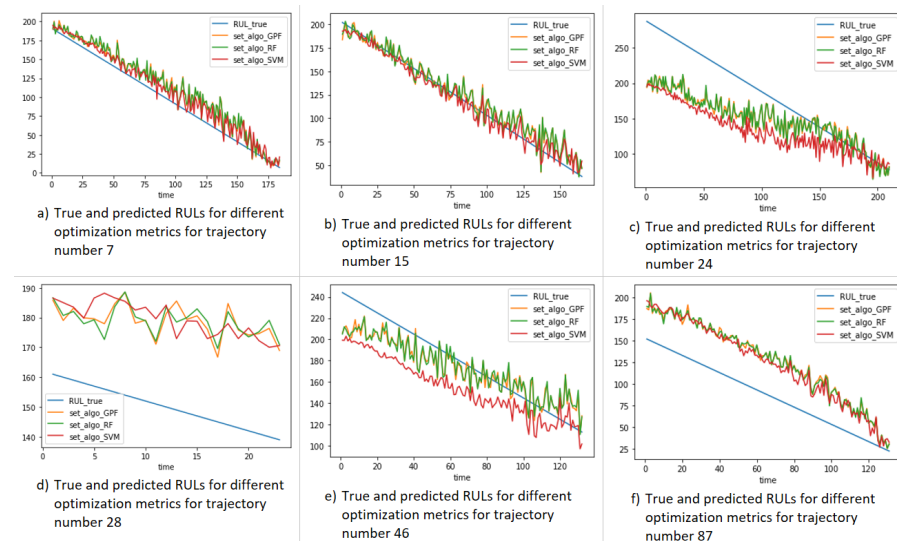 200
175
150
125
100
75
50
25
0
0
25
50
75
100
125
150
175
time
RUL_true
set_algo_GPF
set_algo_RF
set_algo_SVM
a) True and predicted RULs for different
optimization metrics for trajectory
number 7
200
175
150
125
100
75
50
0
25
50
75
100
125
150
time
RUL_true
set_algo_GPF
set_algo_RF
set_algo_SVM
b) True and predicted RULs for different
optimization metrics for trajectory
number 15
250
200
150
100
0
50
100
150
200
time
RUL_true
set_algo_GPF
set_algo_RF
set_algo_SVM
c) True and predicted RULs for different
optimization metrics for trajectory
number 24
190
180
170
160
150
140
5
10
15
20
time
RUL_true
set_algo_GPF
set_algo_RF
set_algo_SVM
d) True and predicted RULs for different
optimization metrics for trajectory
number 28
240
220
200
180
160
140
120
100
0
20
40
60
80
100
120
time
RUL_true
set_algo_GPF
set_algo_RF
set_algo_SVM
e) True and predicted RULs for different
optimization metrics for trajectory
number 46
200
175
150
125
100
75
50
25
0
20
40
60
80
100
120
time
RUL_true
set_algo_GPF
set_algo_RF
set_algo_SVM
f) True and predicted RULs for different
optimization metrics for trajectory
number 87